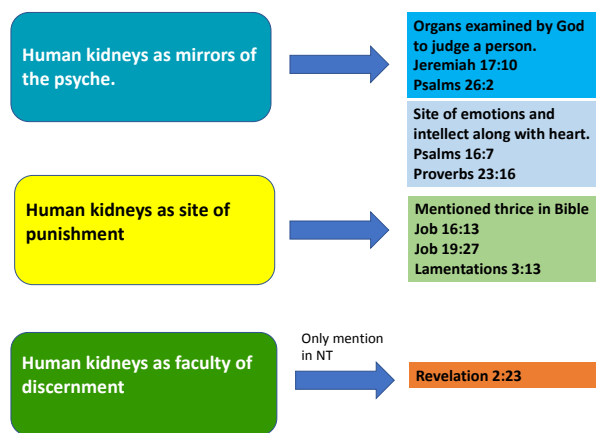 Human kidneys as mirrors of
the psyche.
Organs examined by God
to judge a person.
Jeremiah 17:10
Psalms 26:2
Site of emotions and
intellect along with heart.
Psalms 16:7
Proverbs 23:16
Human kidneys as site of
punishment
Mentioned thrice in Bible
Job 16:13
Job 19:27
Lamentations 3:13
Human kidneys as faculty of
discernment
Only mention
in NT
Revelation 2:23